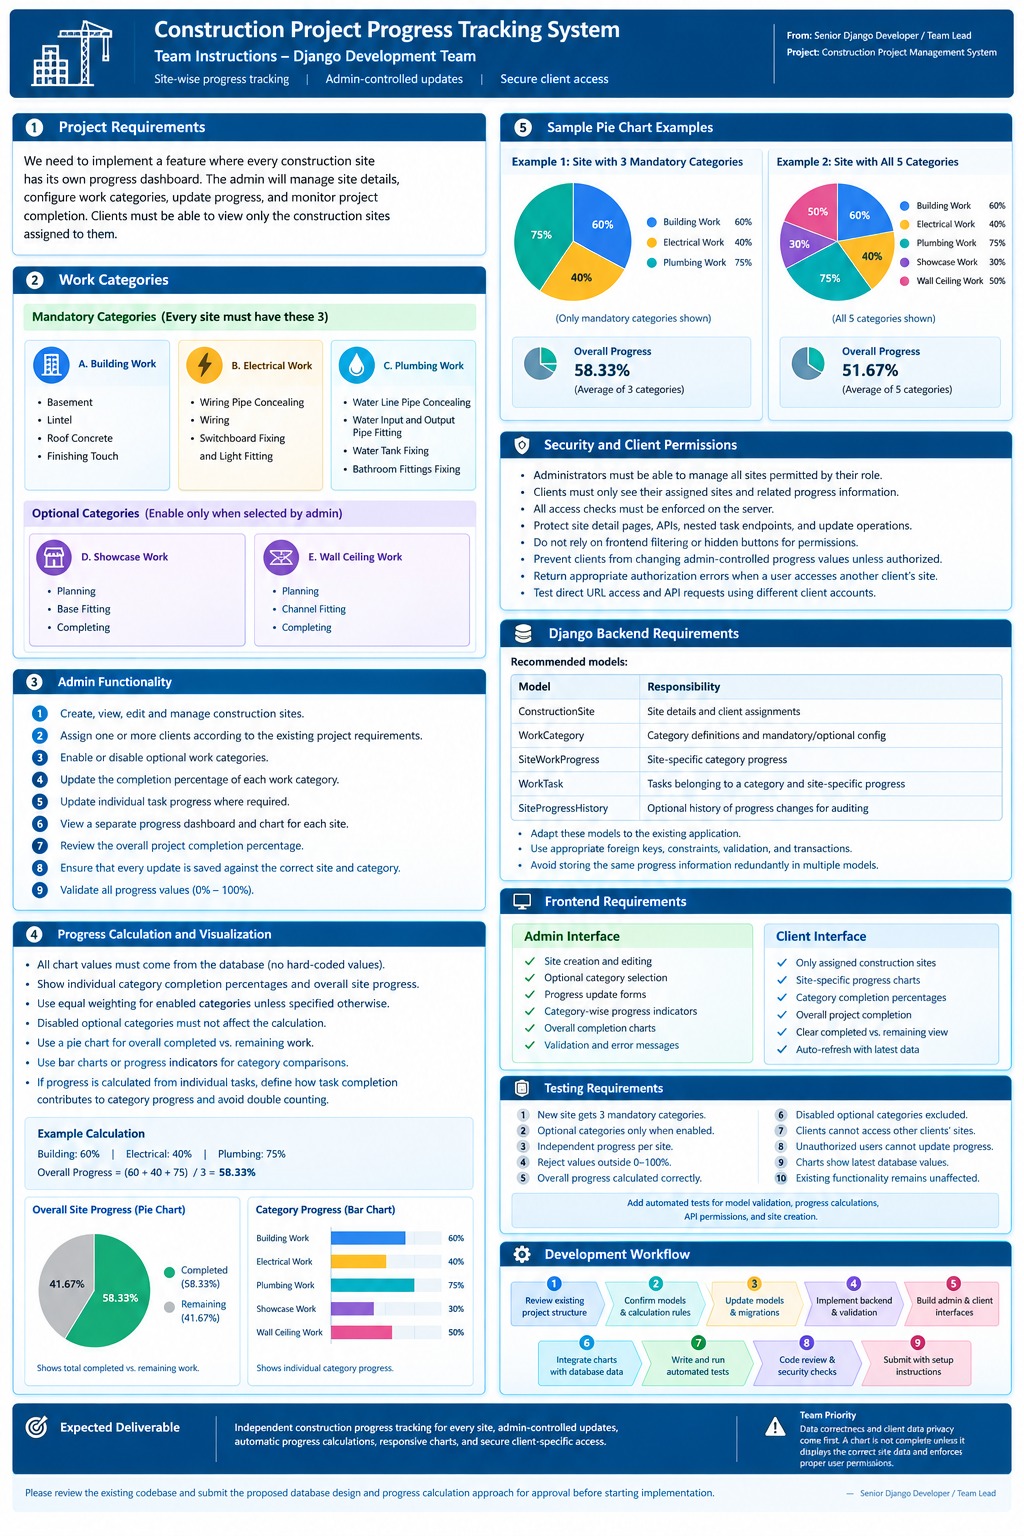 Construction Project Progress Tracking System
Team Instructions – Django Development Team
Site-wise progress tracking | Admin-controlled updates | Secure client access
From: Senior Django Developer / Team Lead
Project: Construction Project Management System
1 Project Requirements
We need to implement a feature where every construction site
has its own progress dashboard. The admin will manage site details,
configure work categories, update progress, and monitor project
completion. Clients must be able to view only the construction sites
assigned to them.
2 Work Categories
Mandatory Categories (Every site must have these 3)
A. Building Work
• Basement
• Lintel
• Roof Concrete
• Finishing Touch
B. Electrical Work
• Wiring Pipe Concealing
• Wiring
• Switchboard Fixing
and Light Fitting
C. Plumbing Work
• Water Line Pipe Concealing
• Water Input and Output
Pipe Fitting
• Water Tank Fixing
• Bathroom Fittings Fixing
Optional Categories (Enable only when selected by admin)
D. Showcase Work
• Planning
• Base Fitting
• Completing
E. Wall Ceiling Work
• Planning
• Channel Fitting
• Completing
3 Admin Functionality
1 Create, view, edit and manage construction sites.
2 Assign one or more clients according to the existing project requirements.
3 Enable or disable optional work categories.
4 Update the completion percentage of each work category.
5 Update individual task progress where required.
6 View a separate progress dashboard and chart for each site.
7 Review the overall project completion percentage.
8 Ensure that every update is saved against the correct site and category.
9 Validate all progress values (0% – 100%).
4 Progress Calculation and Visualization
• All chart values must come from the database (no hard-coded values).
• Show individual category completion percentages and overall site progress.
• Use equal weighting for enabled categories unless specified otherwise.
• Disabled optional categories must not affect the calculation.
• Use a pie chart for overall completed vs. remaining work.
• Use bar charts or progress indicators for category comparisons.
• If progress is calculated from individual tasks, define how task completion
contributes to category progress and avoid double counting.
Example Calculation
Building: 60% | Electrical: 40% | Plumbing: 75%
Overall Progress = (60 + 40 + 75) / 3 = 58.33%
Overall Site Progress (Pie Chart)
41.67%
58.33%
Completed
(58.33%)
Remaining
(41.67%)
Shows total completed vs. remaining work.
Category Progress (Bar Chart)
Building Work 60%
Electrical Work 40%
Plumbing Work 75%
Showcase Work 30%
Wall Ceiling Work 50%
Shows individual category progress.
5 Sample Pie Chart Examples
Example 1: Site with 3 Mandatory Categories
75%
60%
40%
Building Work 60%
Electrical Work 40%
Plumbing Work 75%
(Only mandatory categories shown)
Overall Progress
58.33%
(Average of 3 categories)
Example 2: Site with All 5 Categories
50%
60%
30%
40%
75%
Building Work 60%
Electrical Work 40%
Plumbing Work 75%
Showcase Work 30%
Wall Ceiling Work 50%
(All 5 categories shown)
Overall Progress
51.67%
(Average of 5 categories)
Security and Client Permissions
• Administrators must be able to manage all sites permitted by their role.
• Clients must only see their assigned sites and related progress information.
• All access checks must be enforced on the server.
• Protect site detail pages, APIs, nested task endpoints, and update operations.
• Do not rely on frontend filtering or hidden buttons for permissions.
• Prevent clients from changing admin-controlled progress values unless authorized.
• Return appropriate authorization errors when a user accesses another client's site.
• Test direct URL access and API requests using different client accounts.
Django Backend Requirements
Recommended models:
Model Responsibility
ConstructionSite Site details and client assignments
WorkCategory Category definitions and mandatory/optional config
SiteWorkProgress Site-specific category progress
WorkTask Tasks belonging to a category and site-specific progress
SiteProgressHistory Optional history of progress changes for auditing
• Adapt these models to the existing application.
• Use appropriate foreign keys, constraints, validation, and transactions.
• Avoid storing the same progress information redundantly in multiple models.
Frontend Requirements
Admin Interface
✓ Site creation and editing
✓ Optional category selection
✓ Progress update forms
✓ Category-wise progress indicators
✓ Overall completion charts
✓ Validation and error messages
Client Interface
✓ Only assigned construction sites
✓ Site-specific progress charts
✓ Category completion percentages
✓ Overall project completion
✓ Clear completed vs. remaining view
✓ Auto-refresh with latest data
Testing Requirements
1 New site gets 3 mandatory categories.
2 Optional categories only when enabled.
3 Independent progress per site.
4 Reject values outside 0–100%.
5 Overall progress calculated correctly.
6 Disabled optional categories excluded.
7 Clients cannot access other clients' sites.
8 Unauthorized users cannot update progress.
9 Charts show latest database values.
10 Existing functionality remains unaffected.
Add automated tests for model validation, progress calculations,
API permissions, and site creation.
Development Workflow
1 Review existing
project structure
2 Confirm models
& calculation rules
3 Update models
& migrations
4 Implement backend
& validation
5 Build admin & client
interfaces
6 Integrate charts
with database data
7 Write and run
automated tests
8 Code review &
security checks
9 Submit with setup
instructions
Expected Deliverable
Independent construction progress tracking for every site, admin-controlled updates,
automatic progress calculations, responsive charts, and secure client-specific access.
Team Priority
Data correctnecs and client data privacy
come first. A chart is not complete unless it
displays the correct site data and enforces
proper user permissions.
Please review the existing codebase and submit the proposed database design and progress calculation approach for approval before starting implementation.
— Senior Django Developer / Team Lead